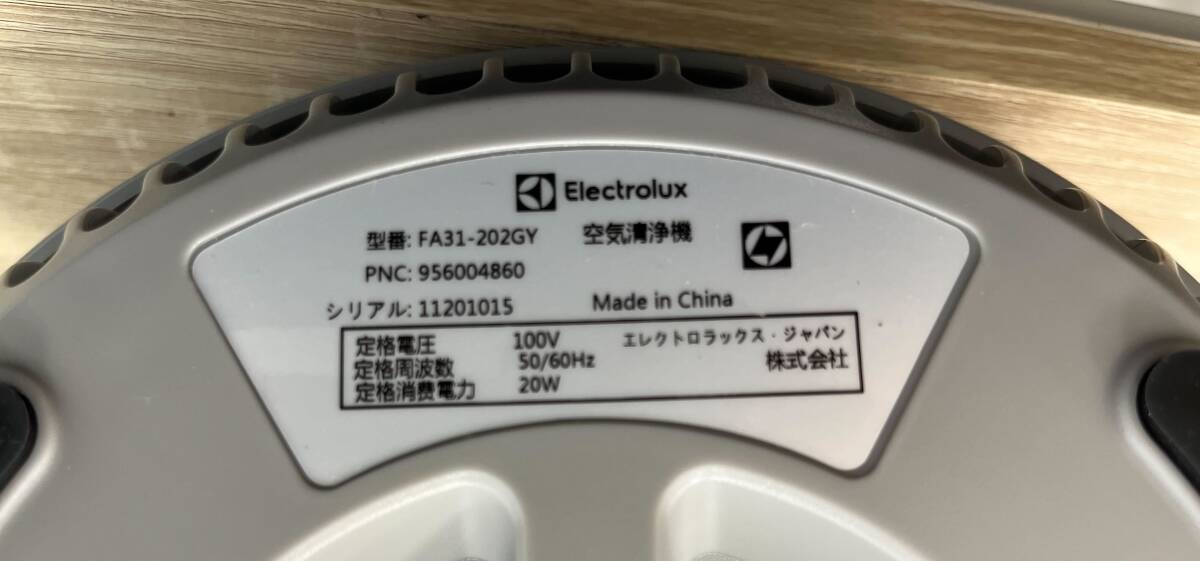 Electrolux
型番: FA31-202GY 空気清浄機
PNC: 956004860
シリアル: 11201015 Made in China
定格電圧 100V エレクトロラックス・ジャパン
定格周波数 50/60Hz 株式会社
定格消費電力 20W